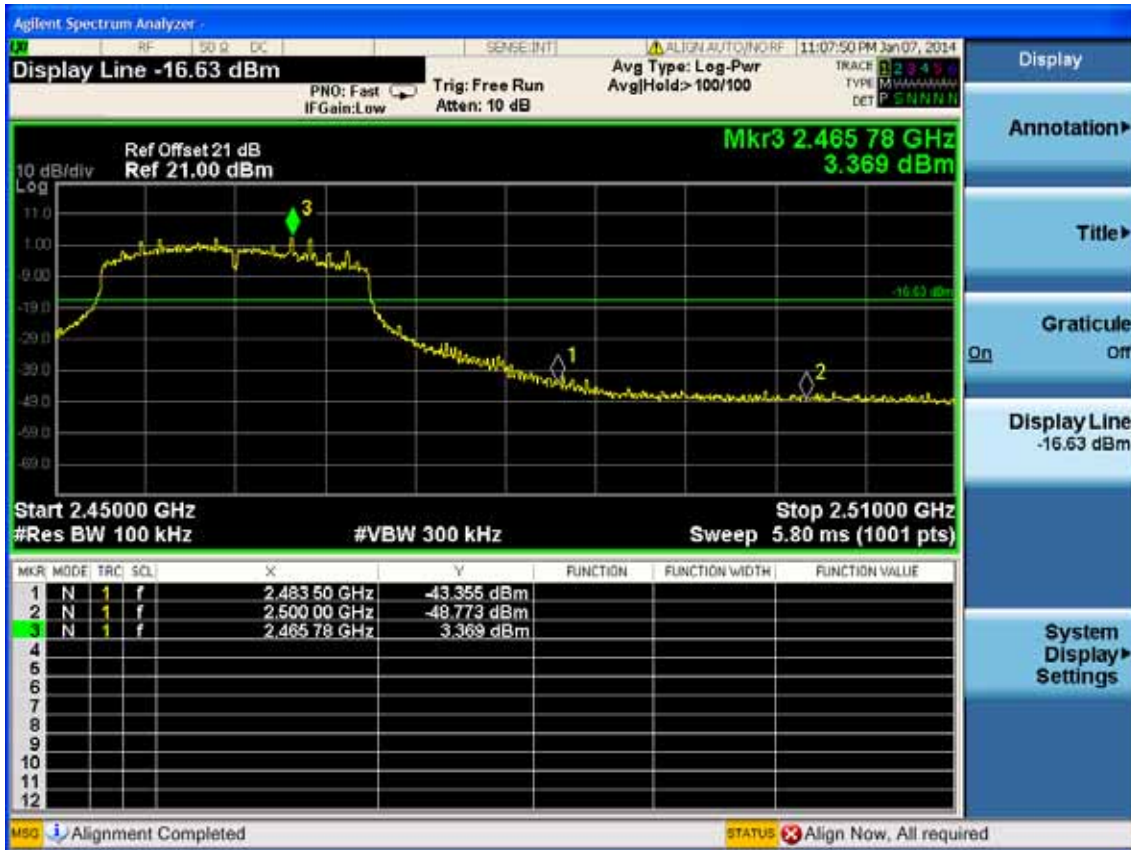 Agilent Spectrum Analyzer -
LXI RF 50 Ω DC SENSE:INT ALIGN AUTO/NO RF 11:07:50 PM Jan 07, 2014
Display Line -16.63 dBm
PNO: Fast
IFGain:Low
Trig: Free Run
Atten: 10 dB
Avg Type: Log-Pwr
Avg|Hold:> 100/100
TRACE 1 2 3 4 5 6
TYPE M
DET P S N N N N
Ref Offset 21 dB
10 dB/div Ref 21.00 dBm
Log
Mkr3 2.465 78 GHz
3.369 dBm
11.0
1.00
-9.00
-19.0
-29.0
-39.0
-49.0
-59.0
-69.0
3
-16.63 dBm
1
2
Start 2.45000 GHz Stop 2.51000 GHz
#Res BW 100 kHz #VBW 300 kHz Sweep 5.80 ms (1001 pts)
MKR MODE TRC SCL X Y FUNCTION FUNCTION WIDTH FUNCTION VALUE
1 N 1 f 2.483 50 GHz -43.355 dBm
2 N 1 f 2.500 00 GHz -48.773 dBm
3 N 1 f 2.465 78 GHz 3.369 dBm
4
5
6
7
8
9
10
11
12
MSG Alignment Completed STATUS Align Now, All required
Display
Annotation
Title
Graticule
On Off
Display Line
-16.63 dBm
System
Display
Settings